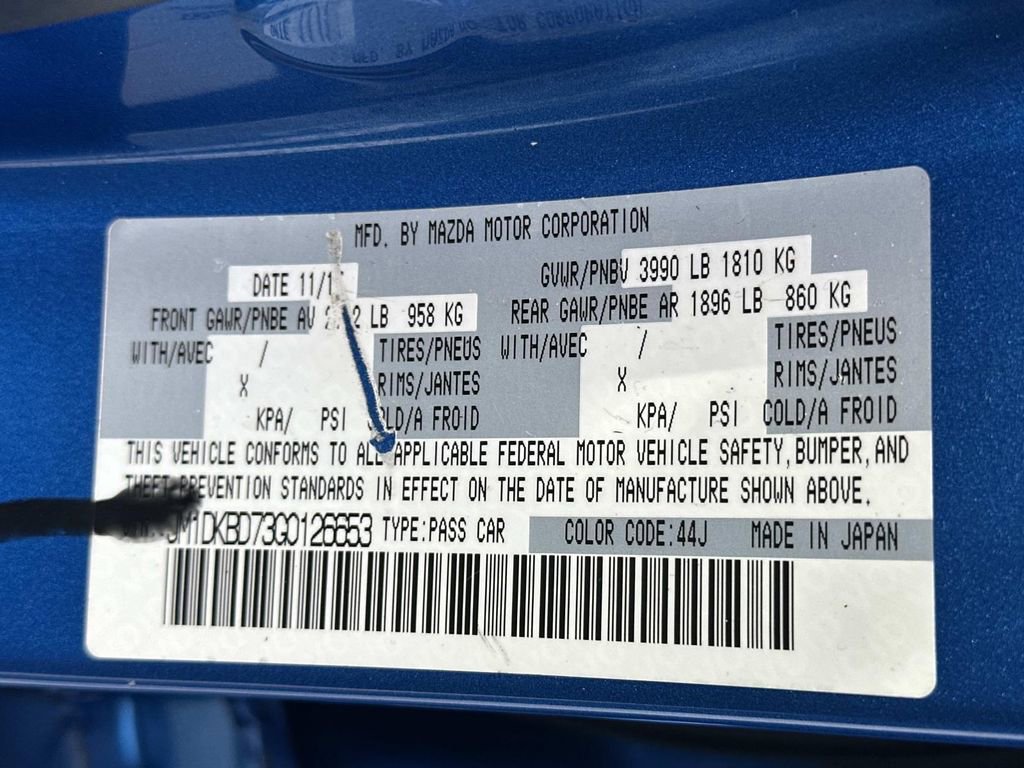 MFD. BY MAZDA MOTOR CORPORATION
DATE 11/1 GVWR/PNBV 3990 LB 1810 KG
FRONT GAWR/PNBE AV LB 958 KG REAR GAWR/PNBE AR 1896 LB 860 KG
WITH/AVEC / TIRES/PNEUS WITH/AVEC / TIRES/PNEUS
X RIMS/JANTES X RIMS/JANTES
KPA/ PSI COLD/A FROID KPA/ PSI COLD/A FROID
THIS VEHICLE CONFORMS TO ALL APPLICABLE FEDERAL MOTOR VEHICLE SAFETY, BUMPER, AND
THEFT PREVENTION STANDARDS IN EFFECT ON THE DATE OF MANUFACTURE SHOWN ABOVE.
JM1DKBD73G0126653 TYPE:PASS CAR COLOR CODE:44J MADE IN JAPAN